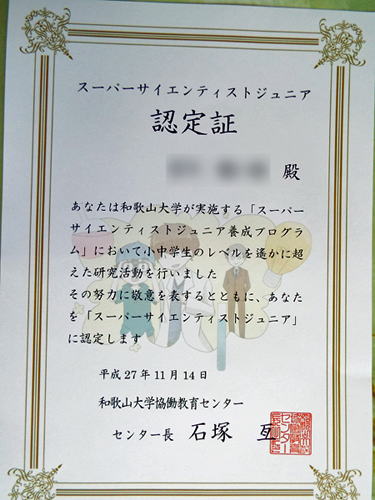 スーパーサイエンティストジュニア
認定証
殿
あなたは和歌山大学が実施する「スーパー
サイエンティストジュニア養成プログラ
ム」において小中学生のレベルを遥かに超
えた研究活動を行いました
その努力に敬意を表するとともに、あなた
を「スーパーサイエンティストジュニア」
に認定します
平成27年11月14日
和歌山大学協働教育センター
センター長 石塚 亙